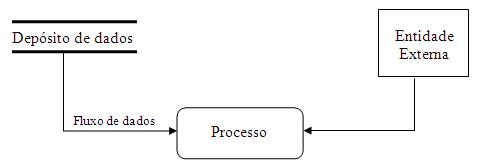 Depósito de dados
Entidade
Externa
Fluxo de dados
Processo